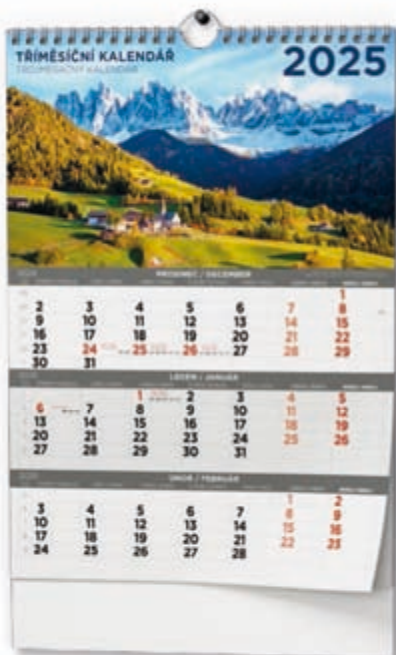 TŘÍMĚSÍČNÍ KALENDÁŘ 2025
TROJMESAČNÝ KALENDÁR
PROSINEC / DECEMBER
1
2 3 4 5 6 7 8
9 10 11 12 13 14 15
16 17 18 19 20 21 22
23 24 25 26 27 28 29
30 31
LEDEN / JANUÁR
1 2 3 4 5
6 7 8 9 10 11 12
13 14 15 16 17 18 19
20 21 22 23 24 25 26
27 28 29 30 31
ÚNOR / FEBRUÁR
1 2
3 4 5 6 7 8 9
10 11 12 13 14 15 16
17 18 19 20 21 22 23
24 25 26 27 28